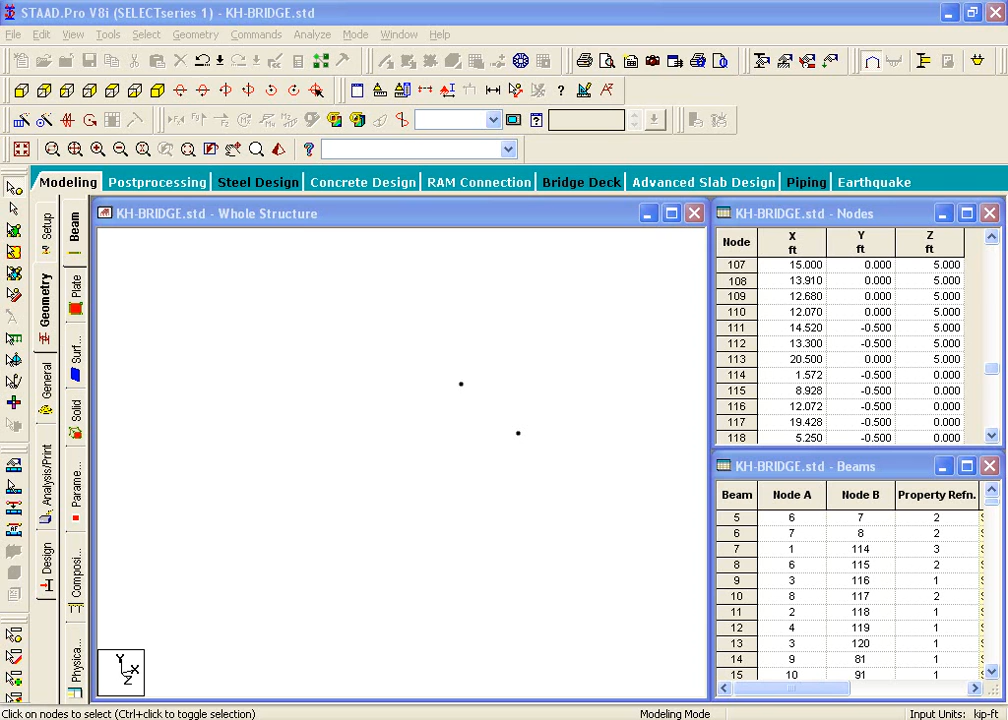 STAAD.Pro V8i (SELECTseries 1) - KH-BRIDGE.std
File Edit View Tools Select Geometry Commands Analyze Mode Window Help
Modeling Postprocessing Steel Design Concrete Design RAM Connection Bridge Deck Advanced Slab Design Piping Earthquake
Setup
Geometry
General
Analysis/Print
Design
Beam
Plate
Surf...
Solid
Parame...
Composi...
Physica...
KH-BRIDGE.std - Whole Structure
Y
X
Z
KH-BRIDGE.std - Nodes
Node X ft Y ft Z ft
107 15.000 0.000 5.000
108 13.910 0.000 5.000
109 12.680 0.000 5.000
110 12.070 0.000 5.000
111 14.520 -0.500 5.000
112 13.300 -0.500 5.000
113 20.500 0.000 5.000
114 1.572 -0.500 0.000
115 8.928 -0.500 0.000
116 12.072 -0.500 0.000
117 19.428 -0.500 0.000
118 5.250 -0.500 0.000
KH-BRIDGE.std - Beams
Beam Node A Node B Property Refn.
5 6 7 2
6 7 8 2
7 1 114 3
8 6 115 2
9 3 116 1
10 8 117 2
11 2 118 1
12 4 119 1
13 3 120 1
14 9 81 1
15 10 91 1
Click on nodes to select (Ctrl+click to toggle selection) Modeling Mode Input Units: kip-ft